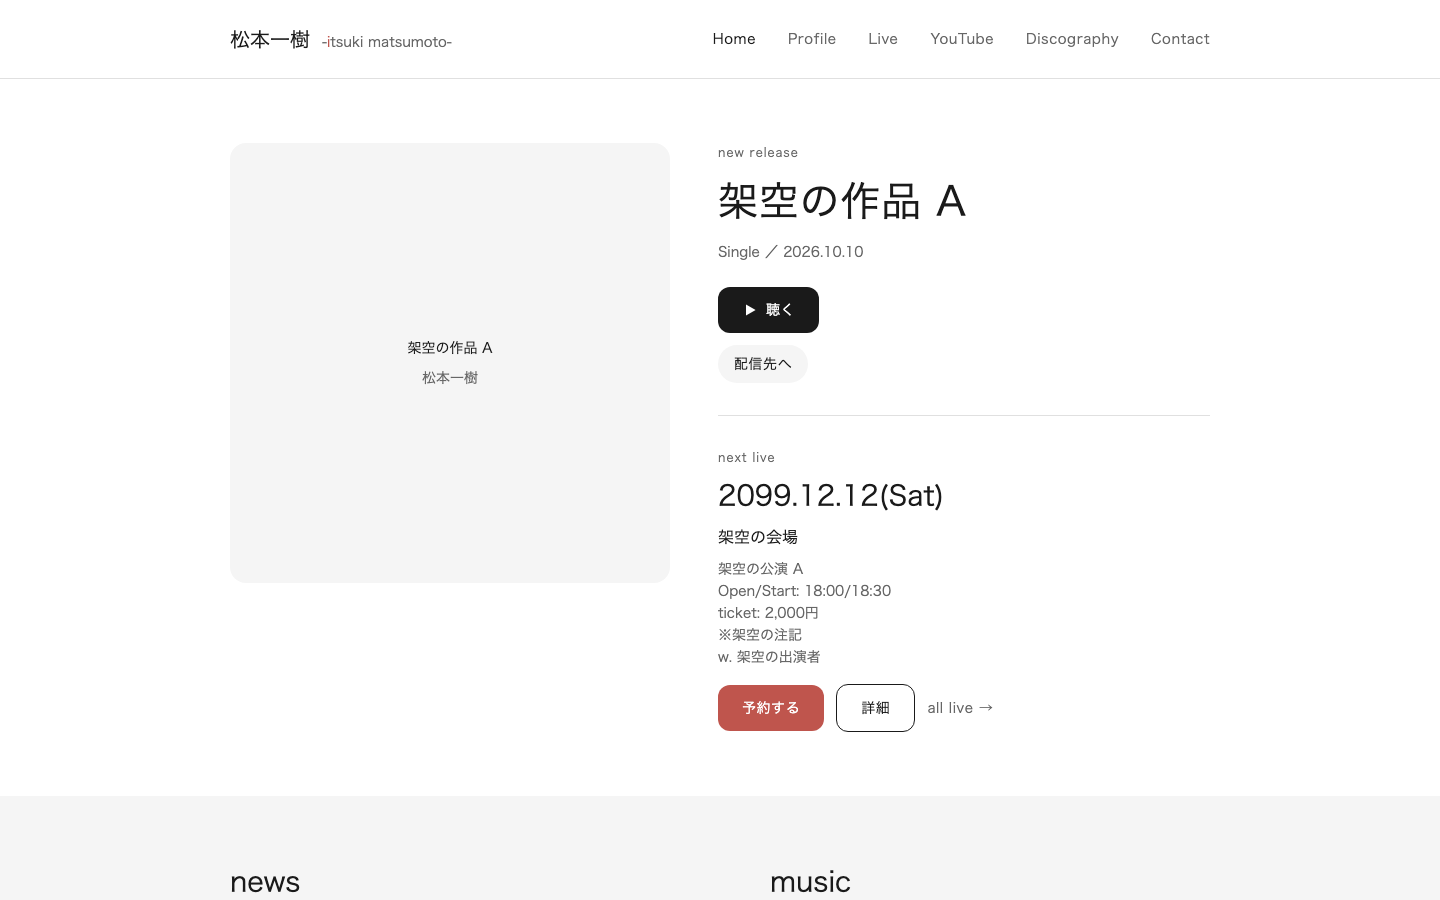 松本一樹 -itsuki matsumoto-
Home Profile Live YouTube Discography Contact
架空の作品 A
松本一樹
new release
架空の作品 A
Single ／ 2026.10.10
▶ 聴く
配信先へ
next live
2099.12.12(Sat)
架空の会場
架空の公演 A
Open/Start: 18:00/18:30
ticket: 2,000円
※架空の注記
w. 架空の出演者
予約する 詳細 all live →
news
music